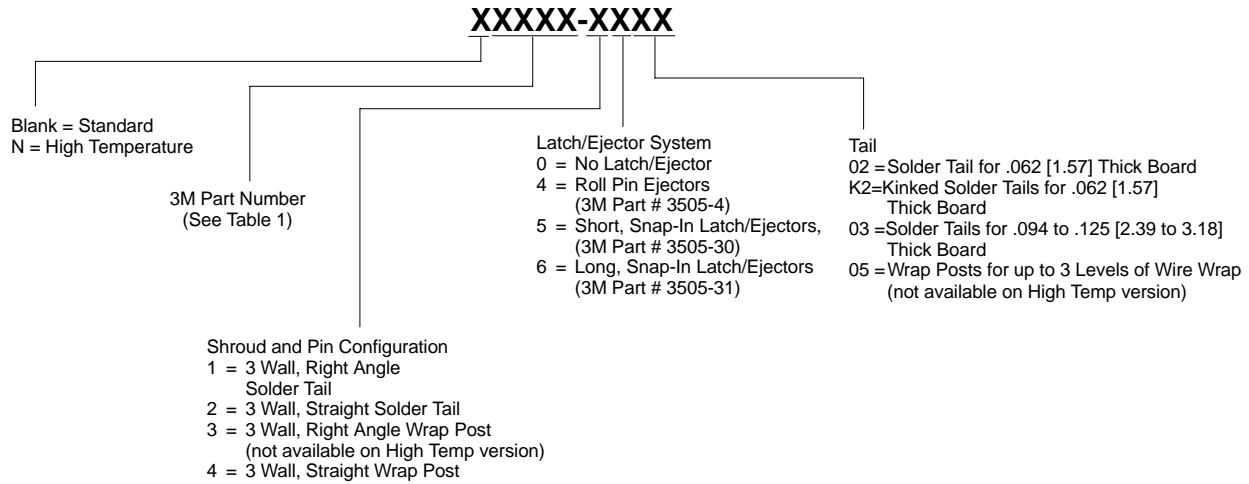 XXXXX-XXXX
Blank = Standard
N = High Temperature
3M Part Number
(See Table 1)
Shroud and Pin Configuration
1 = 3 Wall, Right Angle
Solder Tail
2 = 3 Wall, Straight Solder Tail
3 = 3 Wall, Right Angle Wrap Post
(not available on High Temp version)
4 = 3 Wall, Straight Wrap Post
Latch/Ejector System
0 = No Latch/Ejector
4 = Roll Pin Ejectors
(3M Part # 3505-4)
5 = Short, Snap-In Latch/Ejectors,
(3M Part # 3505-30)
6 = Long, Snap-In Latch/Ejectors
(3M Part # 3505-31)
Tail
02 =Solder Tail for .062 [1.57] Thick Board
K2=Kinked Solder Tails for .062 [1.57]
Thick Board
03 =Solder Tails for .094 to .125 [2.39 to 3.18]
Thick Board
05 =Wrap Posts for up to 3 Levels of Wire Wrap
(not available on High Temp version)